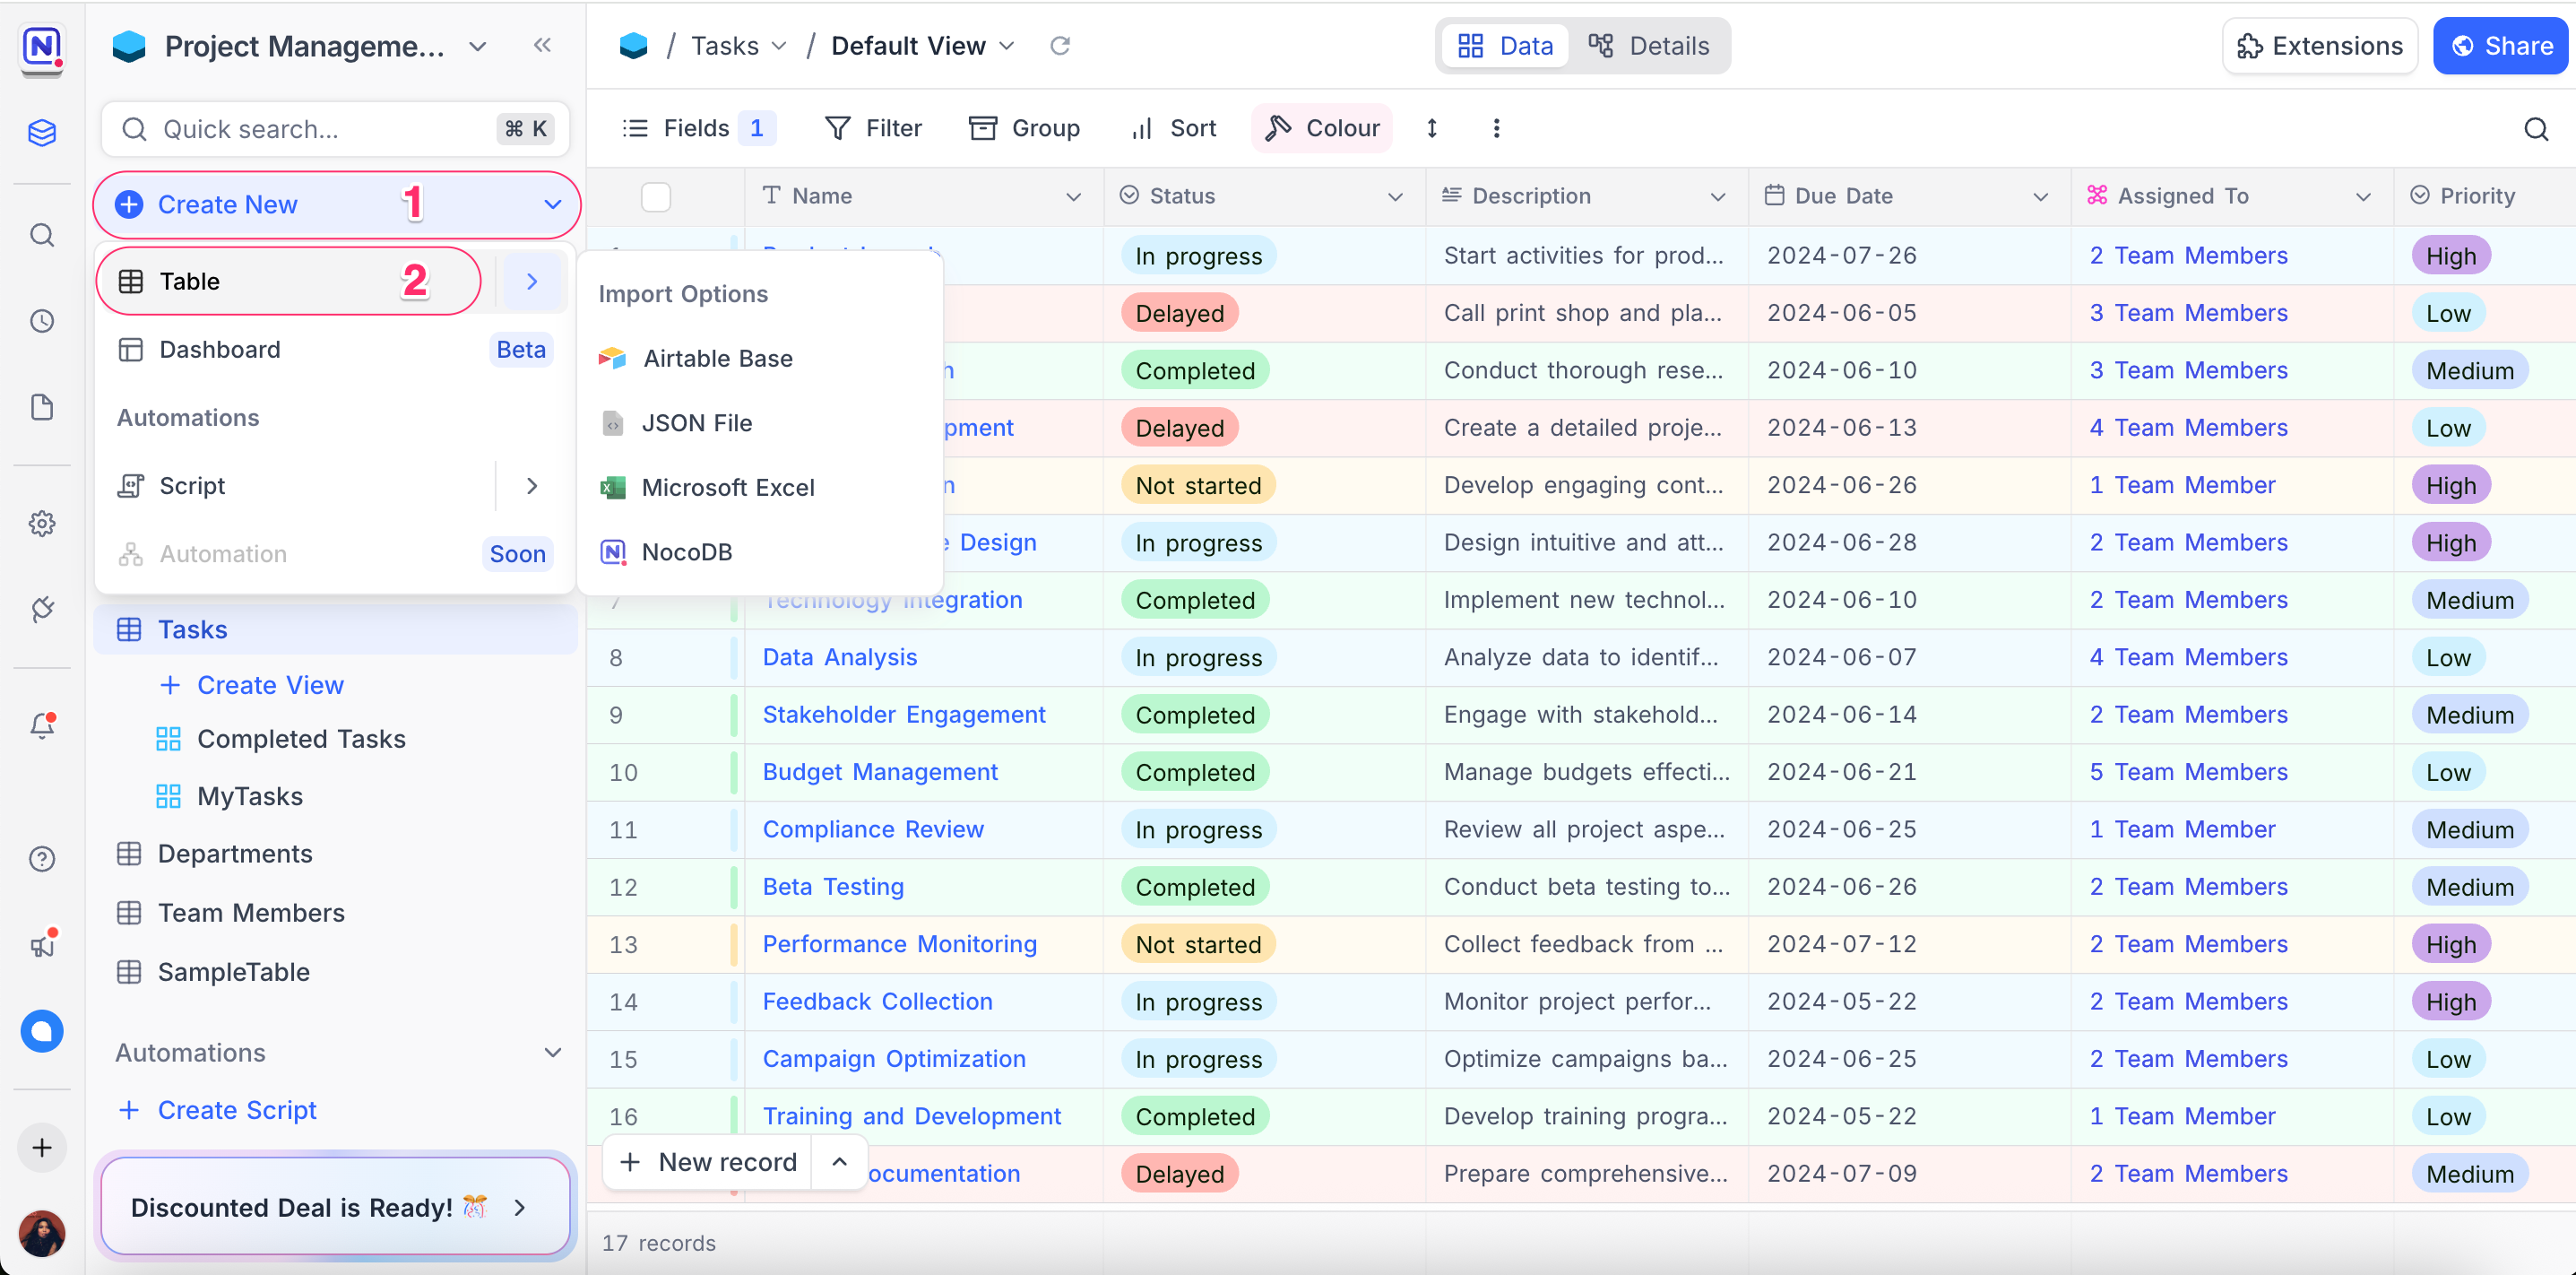 Project Manageme...
Quick search...
⌘ K
Create New
1
Table
2
Dashboard
Beta
Automations
Script
Automation
Soon
Import Options
Airtable Base
JSON File
Microsoft Excel
NocoDB
Tasks
Create View
Completed Tasks
MyTasks
Departments
Team Members
SampleTable
Automations
Create Script
Discounted Deal is Ready!
/ Tasks / Default View
Data
Details
Extensions
Share
Fields 1
Filter
Group
Sort
Colour
Name Status Description Due Date Assigned To Priority
In progress Start activities for prod... 2024-07-26 2 Team Members High
Delayed Call print shop and pla... 2024-06-05 3 Team Members Low
Completed Conduct thorough rese... 2024-06-10 3 Team Members Medium
pment Delayed Create a detailed proje... 2024-06-13 4 Team Members Low
Not started Develop engaging cont... 2024-06-26 1 Team Member High
Design In progress Design intuitive and att... 2024-06-28 2 Team Members High
7 Technology Integration Completed Implement new technol... 2024-06-10 2 Team Members Medium
8 Data Analysis In progress Analyze data to identif... 2024-06-07 4 Team Members Low
9 Stakeholder Engagement Completed Engage with stakehold... 2024-06-14 2 Team Members Medium
10 Budget Management Completed Manage budgets effecti... 2024-06-21 5 Team Members Low
11 Compliance Review In progress Review all project aspe... 2024-06-25 1 Team Member Medium
12 Beta Testing Completed Conduct beta testing to... 2024-06-26 2 Team Members Medium
13 Performance Monitoring Not started Collect feedback from ... 2024-07-12 2 Team Members High
14 Feedback Collection In progress Monitor project perfor... 2024-05-22 2 Team Members High
15 Campaign Optimization In progress Optimize campaigns ba... 2024-06-25 2 Team Members Low
16 Training and Development Completed Develop training progra... 2024-05-22 1 Team Member Low
ocumentation Delayed Prepare comprehensive... 2024-07-09 2 Team Members Medium
New record
17 records